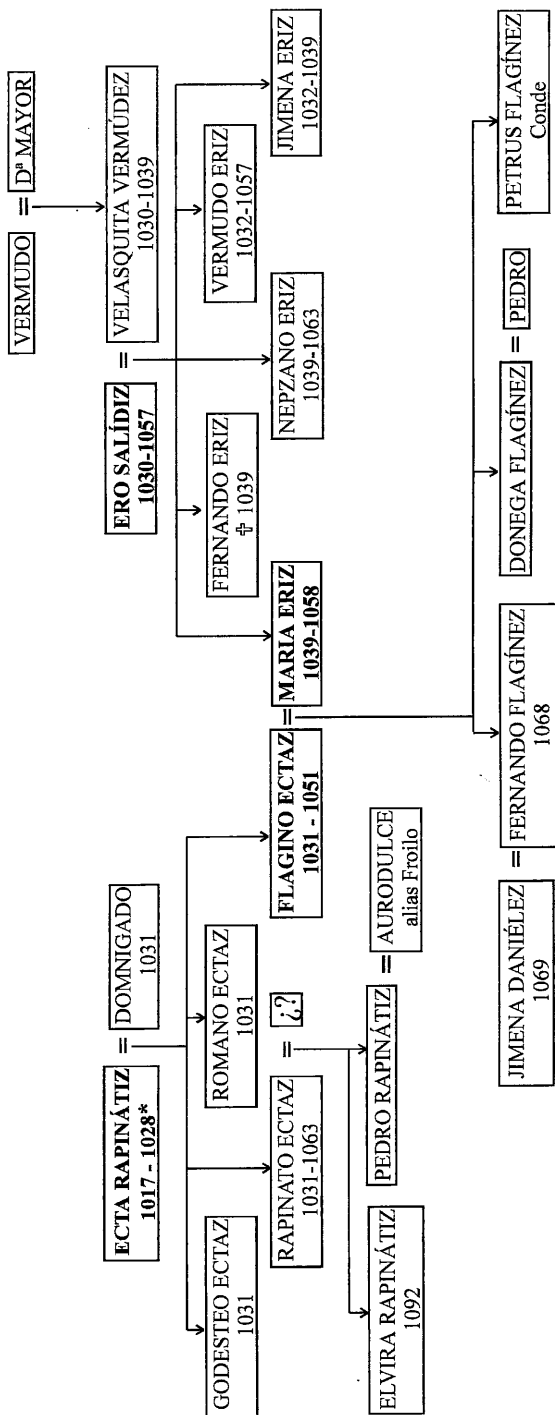 VERMUDO = Dª MAYOR
ECTA RAPINÁTIZ = DOMNIGADO
1017 - 1028*
1031
ERO SALÍDIZ = VELASQUITA VERMÚDEZ
1030-1057
1030-1039
GODESTEO ECTAZ
1031
ROMANO ECTAZ
1031
FERNANDO ERIZ
✞ 1039
VERMUDO ERIZ
1032-1057
RAPINATO ECTAZ = ¿?
1031-1063
FLAGINO ECTAZ = MARIA ERIZ
1031 - 1051
1039-1058
NEPZANO ERIZ
1039-1063
JIMENA ERIZ
1032-1039
ELVIRA RAPINÁTIZ
1092
PEDRO RAPINÁTIZ = AURODULCE
alias Froilo
JIMENA DANIÉLEZ = FERNANDO FLAGÍNEZ
1069
1068
DONEGA FLAGÍNEZ = PEDRO
PETRUS FLAGÍNEZ
Conde